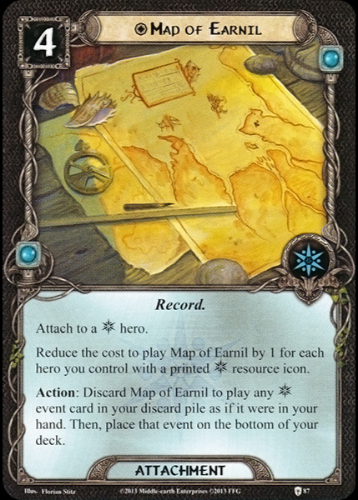 4
Map of Earnil
Record.
Attach to a hero.
Reduce the cost to play Map of Earnil by 1 for each
hero you control with a printed resource icon.
Action: Discard Map of Earnil to play any
event card in your discard pile as if it were in your
hand. Then, place that event on the bottom of your
deck.
ATTACHMENT
Illus. Florian Stitz ©2013 Middle-earth Enterprises ©2013 FFG 87